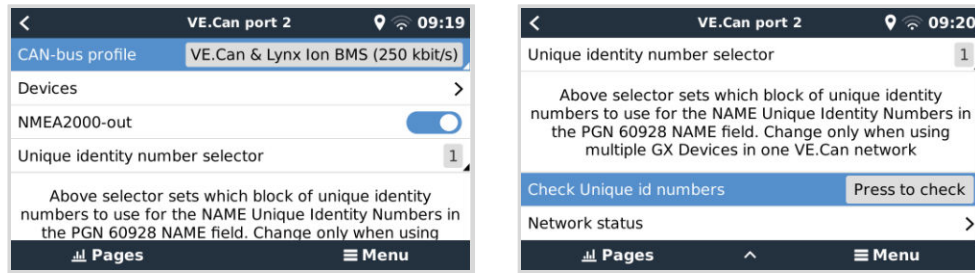 VE.Can port 2 09:19
CAN-bus profile VE.Can & Lynx Ion BMS (250 kbit/s)
Devices
NMEA2000-out
Unique identity number selector 1
Above selector sets which block of unique identity
numbers to use for the NAME Unique Identity Numbers in
the PGN 60928 NAME field. Change only when using
Pages Menu
VE.Can port 2 09:20
Unique identity number selector 1
Above selector sets which block of unique identity
numbers to use for the NAME Unique Identity Numbers in
the PGN 60928 NAME field. Change only when using
multiple GX Devices in one VE.Can network
Check Unique id numbers Press to check
Network status
Pages Menu